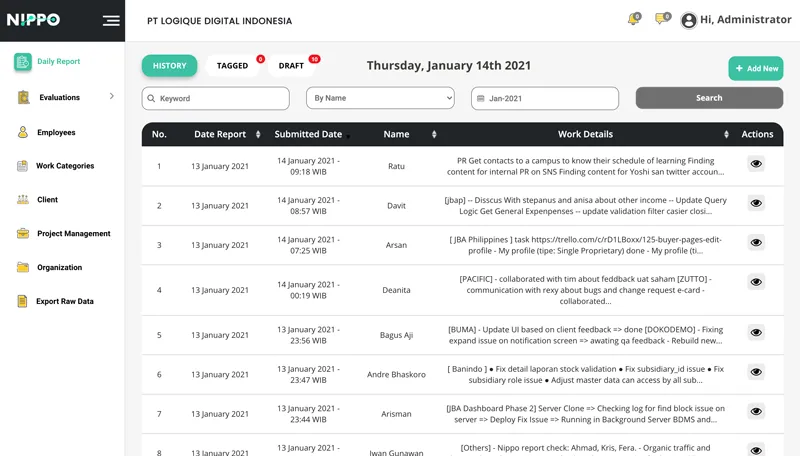 NIPPO
PT LOGIQUE DIGITAL INDONESIA
0
0
Hi, Administrator
Daily Report
Evaluations
Employees
Work Categories
Client
Project Management
Organization
Export Raw Data
HISTORY
TAGGED
0
DRAFT
10
Thursday, January 14th 2021
+ Add New
Keyword
By Name
Jan-2021
Search
No. Date Report Submitted Date Name Work Details Actions
1 13 January 2021 14 January 2021 - 09:18 WIB Ratu PR Get contacts to a campus to know their schedule of learning Finding
content for internal PR on SNS Finding content for Yoshi san twitter accoun...
2 13 January 2021 14 January 2021 - 08:57 WIB Davit [jbap] -- Disscus With stepanus and anisa about other income -- Update Query
Logic Get General Expenpenses -- update validation filter casier closi...
3 13 January 2021 14 January 2021 - 07:25 WIB Arsan [ JBA Philippines ] task https://trello.com/c/rD1LBoxx/125-buyer-pages-edit-
profile - My profile (tipe: Single Proprietary) done - My profile (ti...
4 13 January 2021 14 January 2021 - 00:19 WIB Deanita [PACIFIC] - collaborated with tim about feddback uat saham [ZUTTO] -
communication with rexy about bugs and change request e-card -
collaborated...
5 13 January 2021 13 January 2021 - 23:56 WIB Bagus Aji [BUMA] - Update UI based on client feedback => done [DOKODEMO] - Fixing
expand issue on notification screen => awating qa feedback - Rebuild new...
6 13 January 2021 13 January 2021 - 23:47 WIB Andre Bhaskoro [ Banindo ] ● Fix detail laporan stock validation ● Fix subsidiary_id issue ● Fix
subsidiary role issue ● Adjust master data can access by all sub...
7 13 January 2021 13 January 2021 - 23:44 WIB Arisman [JBA Dashboard Phase 2] Server Clone => Checking log for find block issue on
server => Deploy Fix Issue => Running in Background Server BDMS and...
8 13 January 2021 13 January 2021 - Iwan Gunawan [Others] - Nippo report check: Ahmad, Kris, Fera. - Organic traffic and